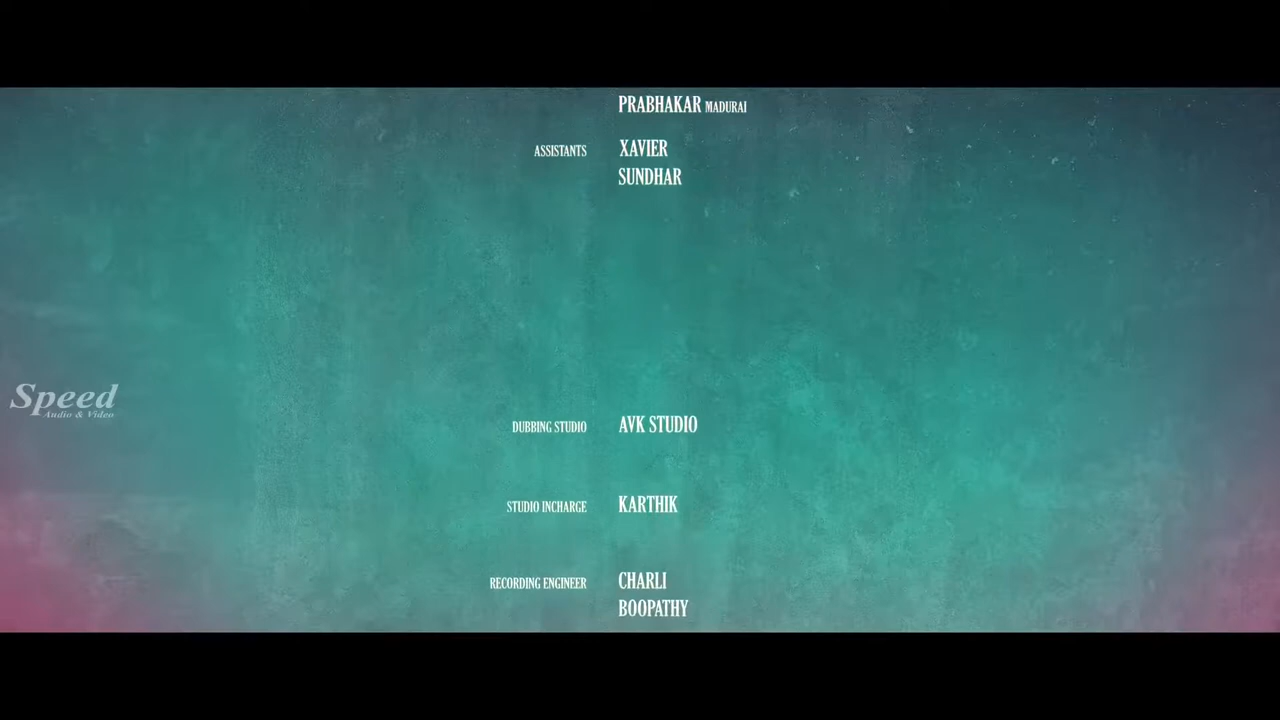 PRABHAKAR MADURAI
ASSISTANTS XAVIER
SUNDHAR
Speed
Audio & Video
DUBBING STUDIO AVK STUDIO
STUDIO INCHARGE KARTHIK
RECORDING ENGINEER CHARLI
BOOPATHY